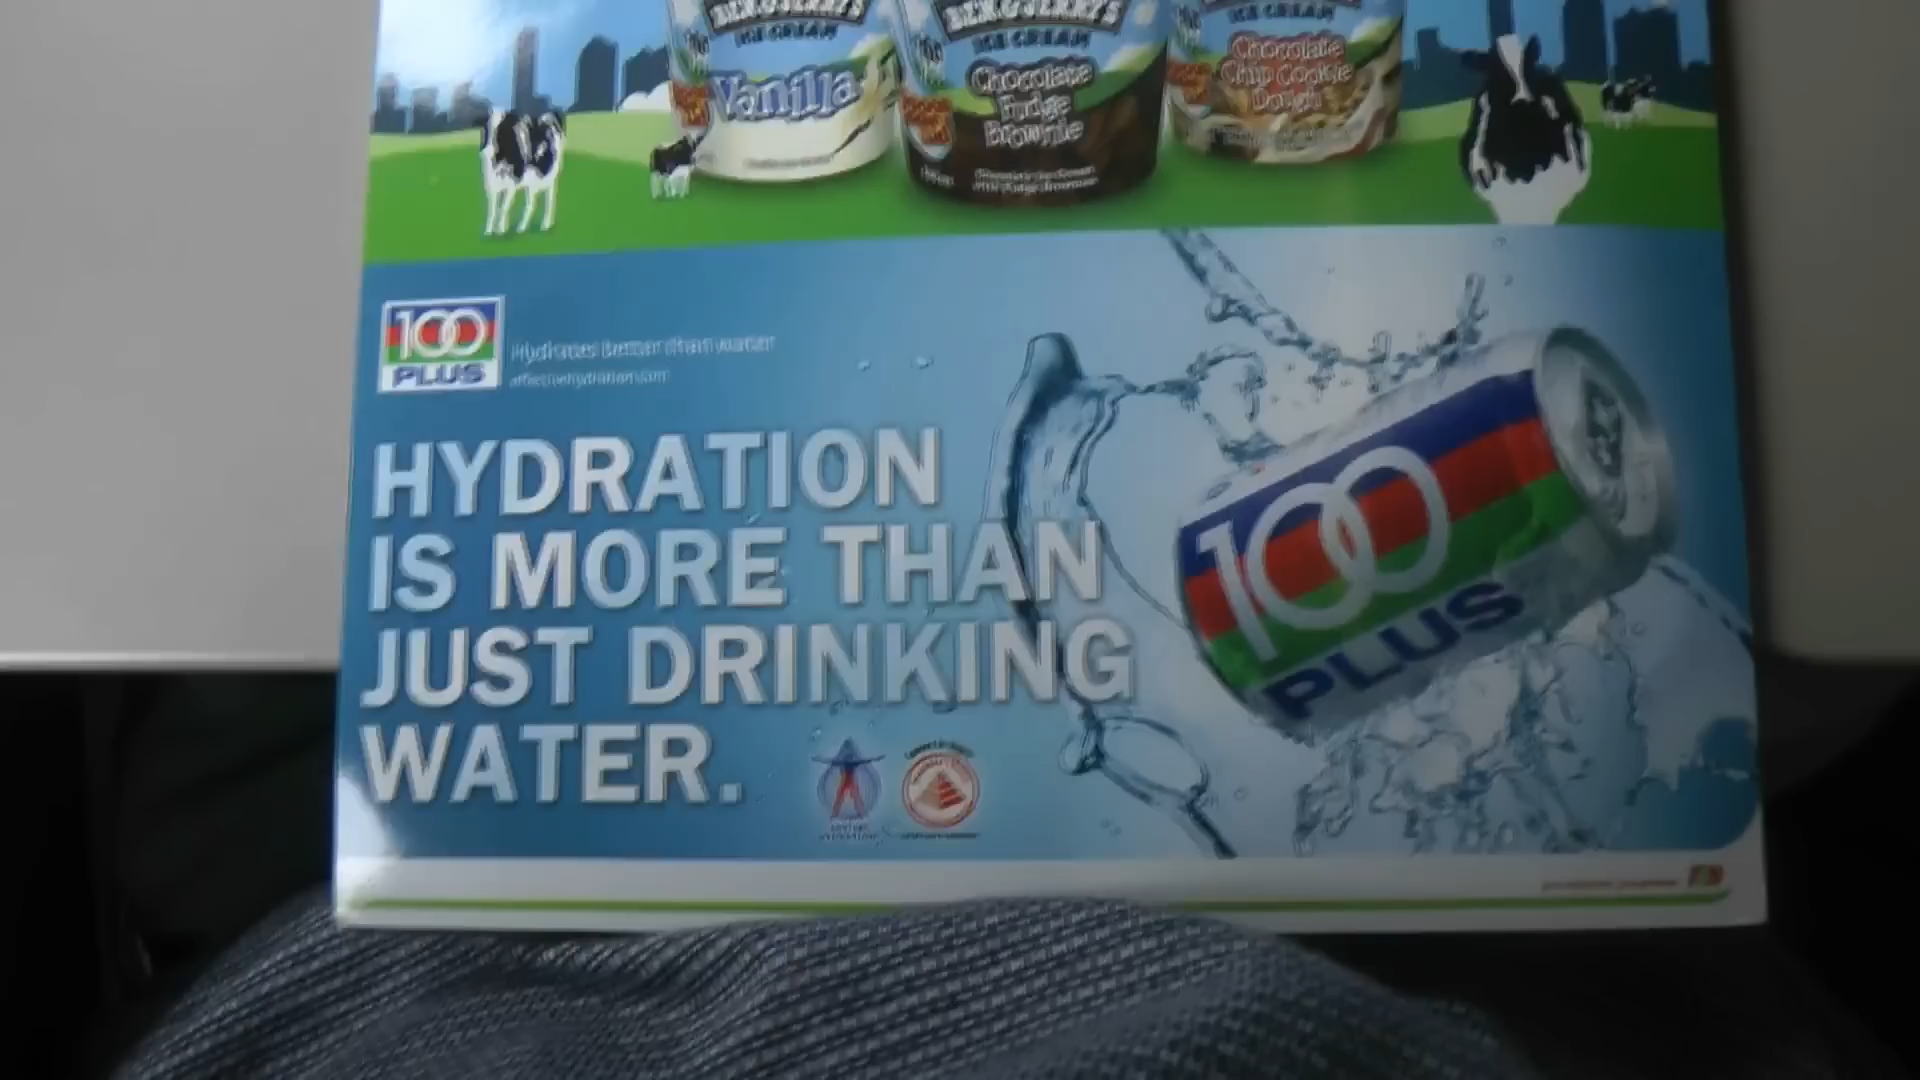 BEN & JERRY'S
ICE CREAM
Vanilla
BEN & JERRY'S
ICE CREAM
Chocolate
Fudge
Brownie
ICE CREAM
Chocolate
Chip Cookie
Dough
100
PLUS
Hydrates better than water
HYDRATION
IS MORE THAN
JUST DRINKING
WATER.
100
PLUS